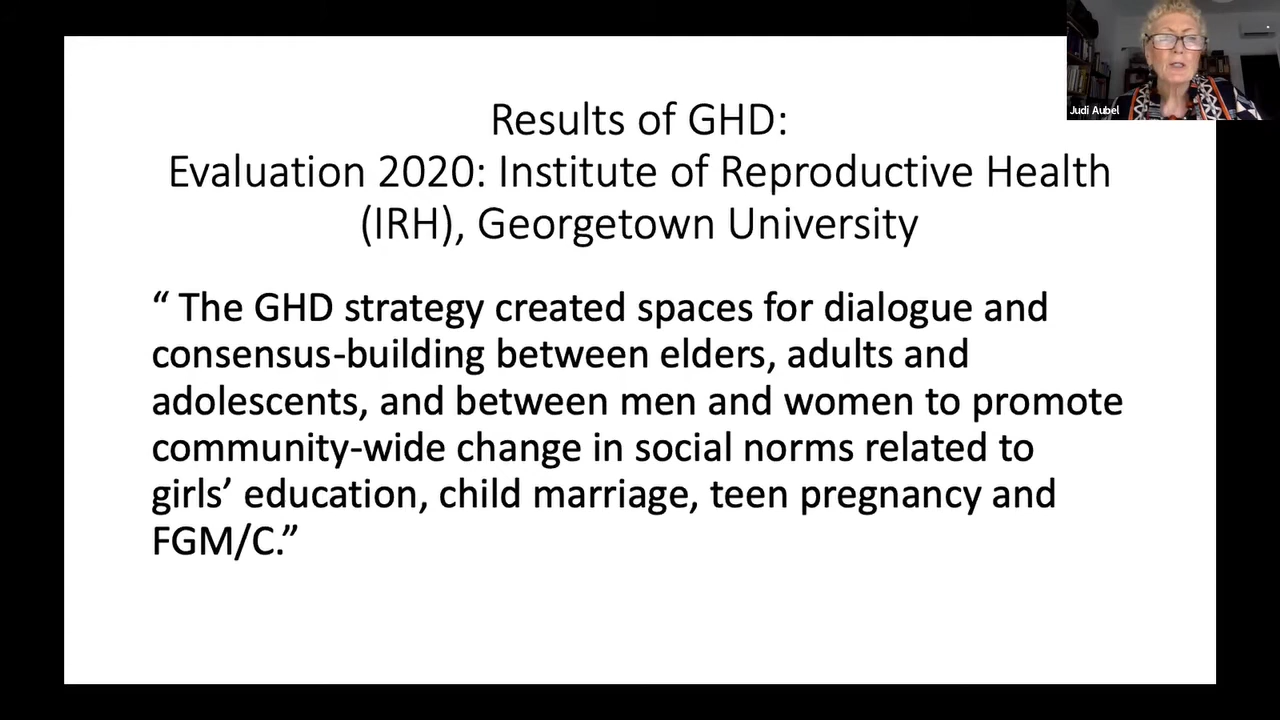 Judi Aubel
Results of GHD:
Evaluation 2020: Institute of Reproductive Health
(IRH), Georgetown University
“ The GHD strategy created spaces for dialogue and
consensus-building between elders, adults and
adolescents, and between men and women to promote
community-wide change in social norms related to
girls’ education, child marriage, teen pregnancy and
FGM/C.”